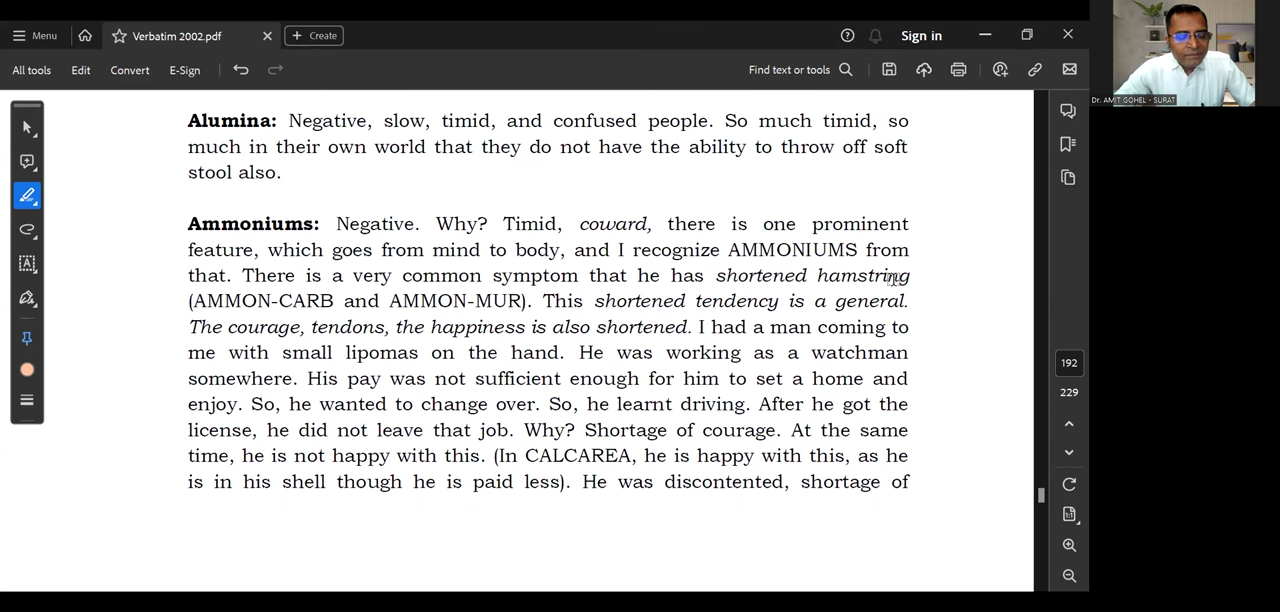 Menu
Verbatim 2002.pdf
Create
Sign in
All tools
Edit
Convert
E-Sign
Find text or tools
Dr. AMIT GOHEL - SURAT
Alumina: Negative, slow, timid, and confused people. So much timid, so
much in their own world that they do not have the ability to throw off soft
stool also.
Ammoniums: Negative. Why? Timid, coward, there is one prominent
feature, which goes from mind to body, and I recognize AMMONIUMS from
that. There is a very common symptom that he has shortened hamstring
(AMMON-CARB and AMMON-MUR). This shortened tendency is a general.
The courage, tendons, the happiness is also shortened. I had a man coming to
me with small lipomas on the hand. He was working as a watchman
somewhere. His pay was not sufficient enough for him to set a home and
enjoy. So, he wanted to change over. So, he learnt driving. After he got the
license, he did not leave that job. Why? Shortage of courage. At the same
time, he is not happy with this. (In CALCAREA, he is happy with this, as he
is in his shell though he is paid less). He was discontented, shortage of
192
229